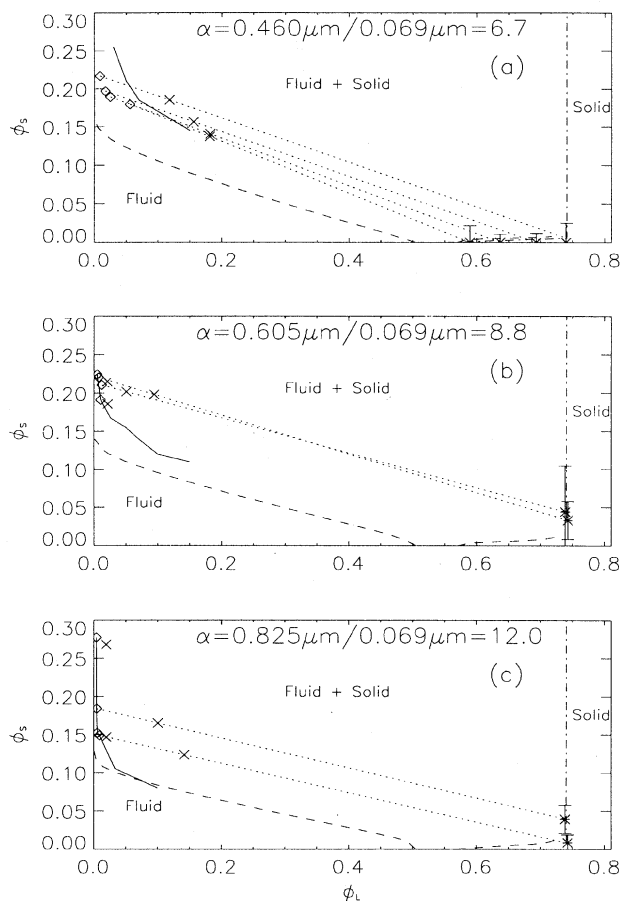 0.30
α=0.460μm/0.069μm=6.7
0.25
(a)
Fluid + Solid
0.20
Solid
φS
0.15
0.10
Fluid
0.05
0.00
0.0 0.2 0.4 0.6 0.8
0.30
α=0.605μm/0.069μm=8.8
0.25
(b)
Fluid + Solid
0.20
Solid
φS
0.15
0.10
Fluid
0.05
0.00
0.0 0.2 0.4 0.6 0.8
0.30
α=0.825μm/0.069μm=12.0
0.25
(c)
Fluid + Solid
0.20
Solid
φS
0.15
0.10
Fluid
0.05
0.00
0.0 0.2 0.4 0.6 0.8
φL